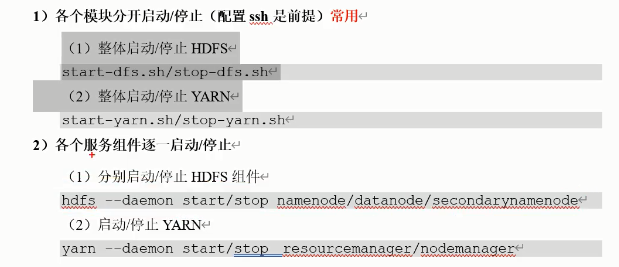 1）各个模块分开启动/停止（配置 ssh 是前提）常用
（1）整体启动/停止 HDFS
start-dfs.sh/stop-dfs.sh
（2）整体启动/停止 YARN
start-yarn.sh/stop-yarn.sh
2）各个服务组件逐一启动/停止
（1）分别启动/停止 HDFS 组件
hdfs --daemon start/stop namenode/datanode/secondarynamenode
（2）启动/停止 YARN
yarn --daemon start/stop  resourcemanager/nodemanager